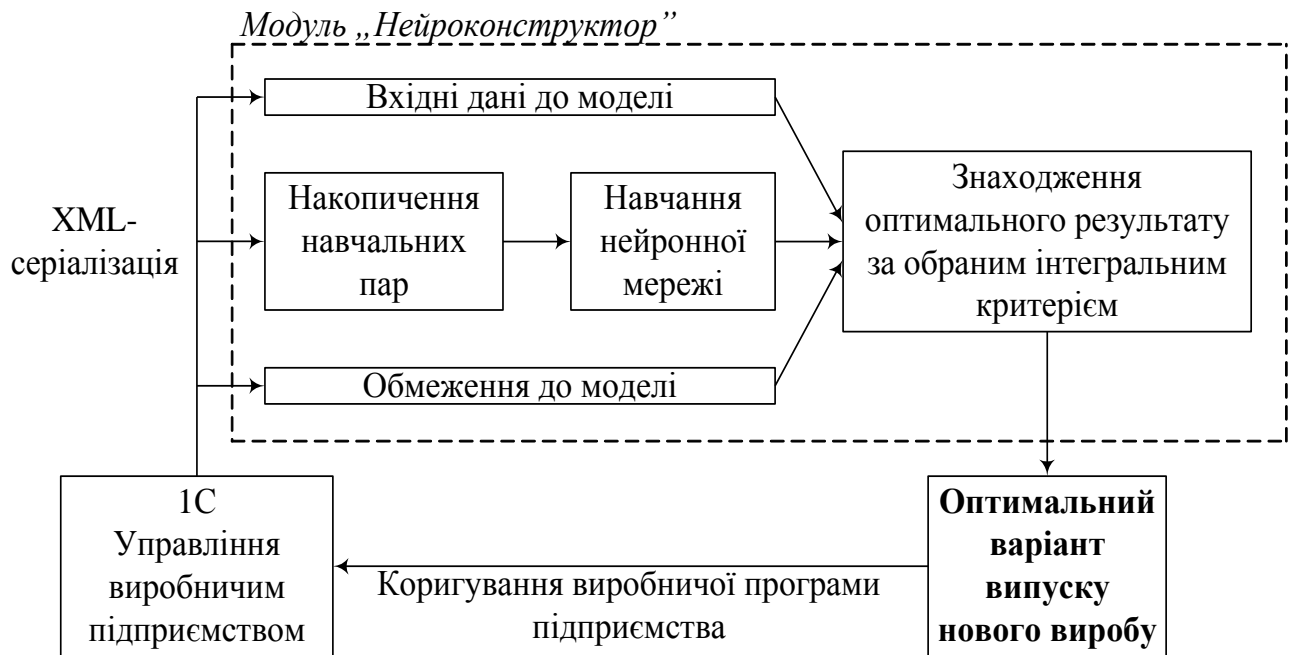 Модуль „Нейроконструктор”
Вхідні дані до моделі
XML-
серіалізація
Накопичення
навчальних
пар
Навчання
нейронної
мережі
Знаходження
оптимального результату
за обраним інтегральним
критерієм
Обмеження до моделі
1С
Управління
виробничим
підприємством
Коригування виробничої програми
підприємства
Оптимальний
варіант
випуску
нового виробу